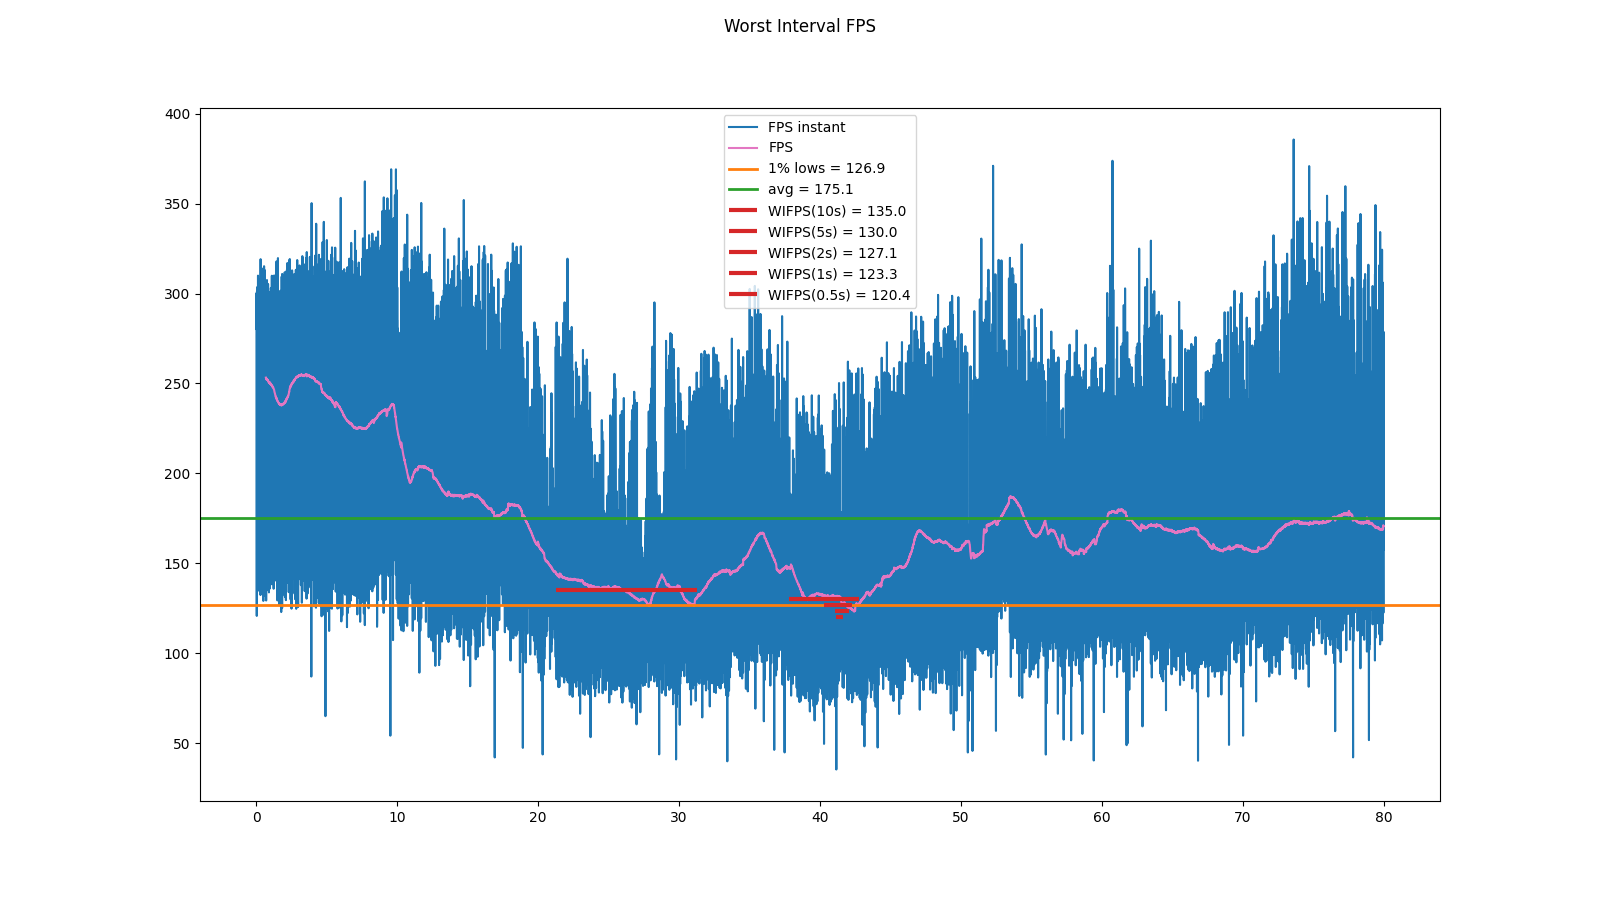 Worst Interval FPS
400
350
300
250
200
150
100
50
FPS instant
FPS
1% lows = 126.9
avg = 175.1
WIFPS(10s) = 135.0
WIFPS(5s) = 130.0
WIFPS(2s) = 127.1
WIFPS(1s) = 123.3
WIFPS(0.5s) = 120.4
0 10 20 30 40 50 60 70 80